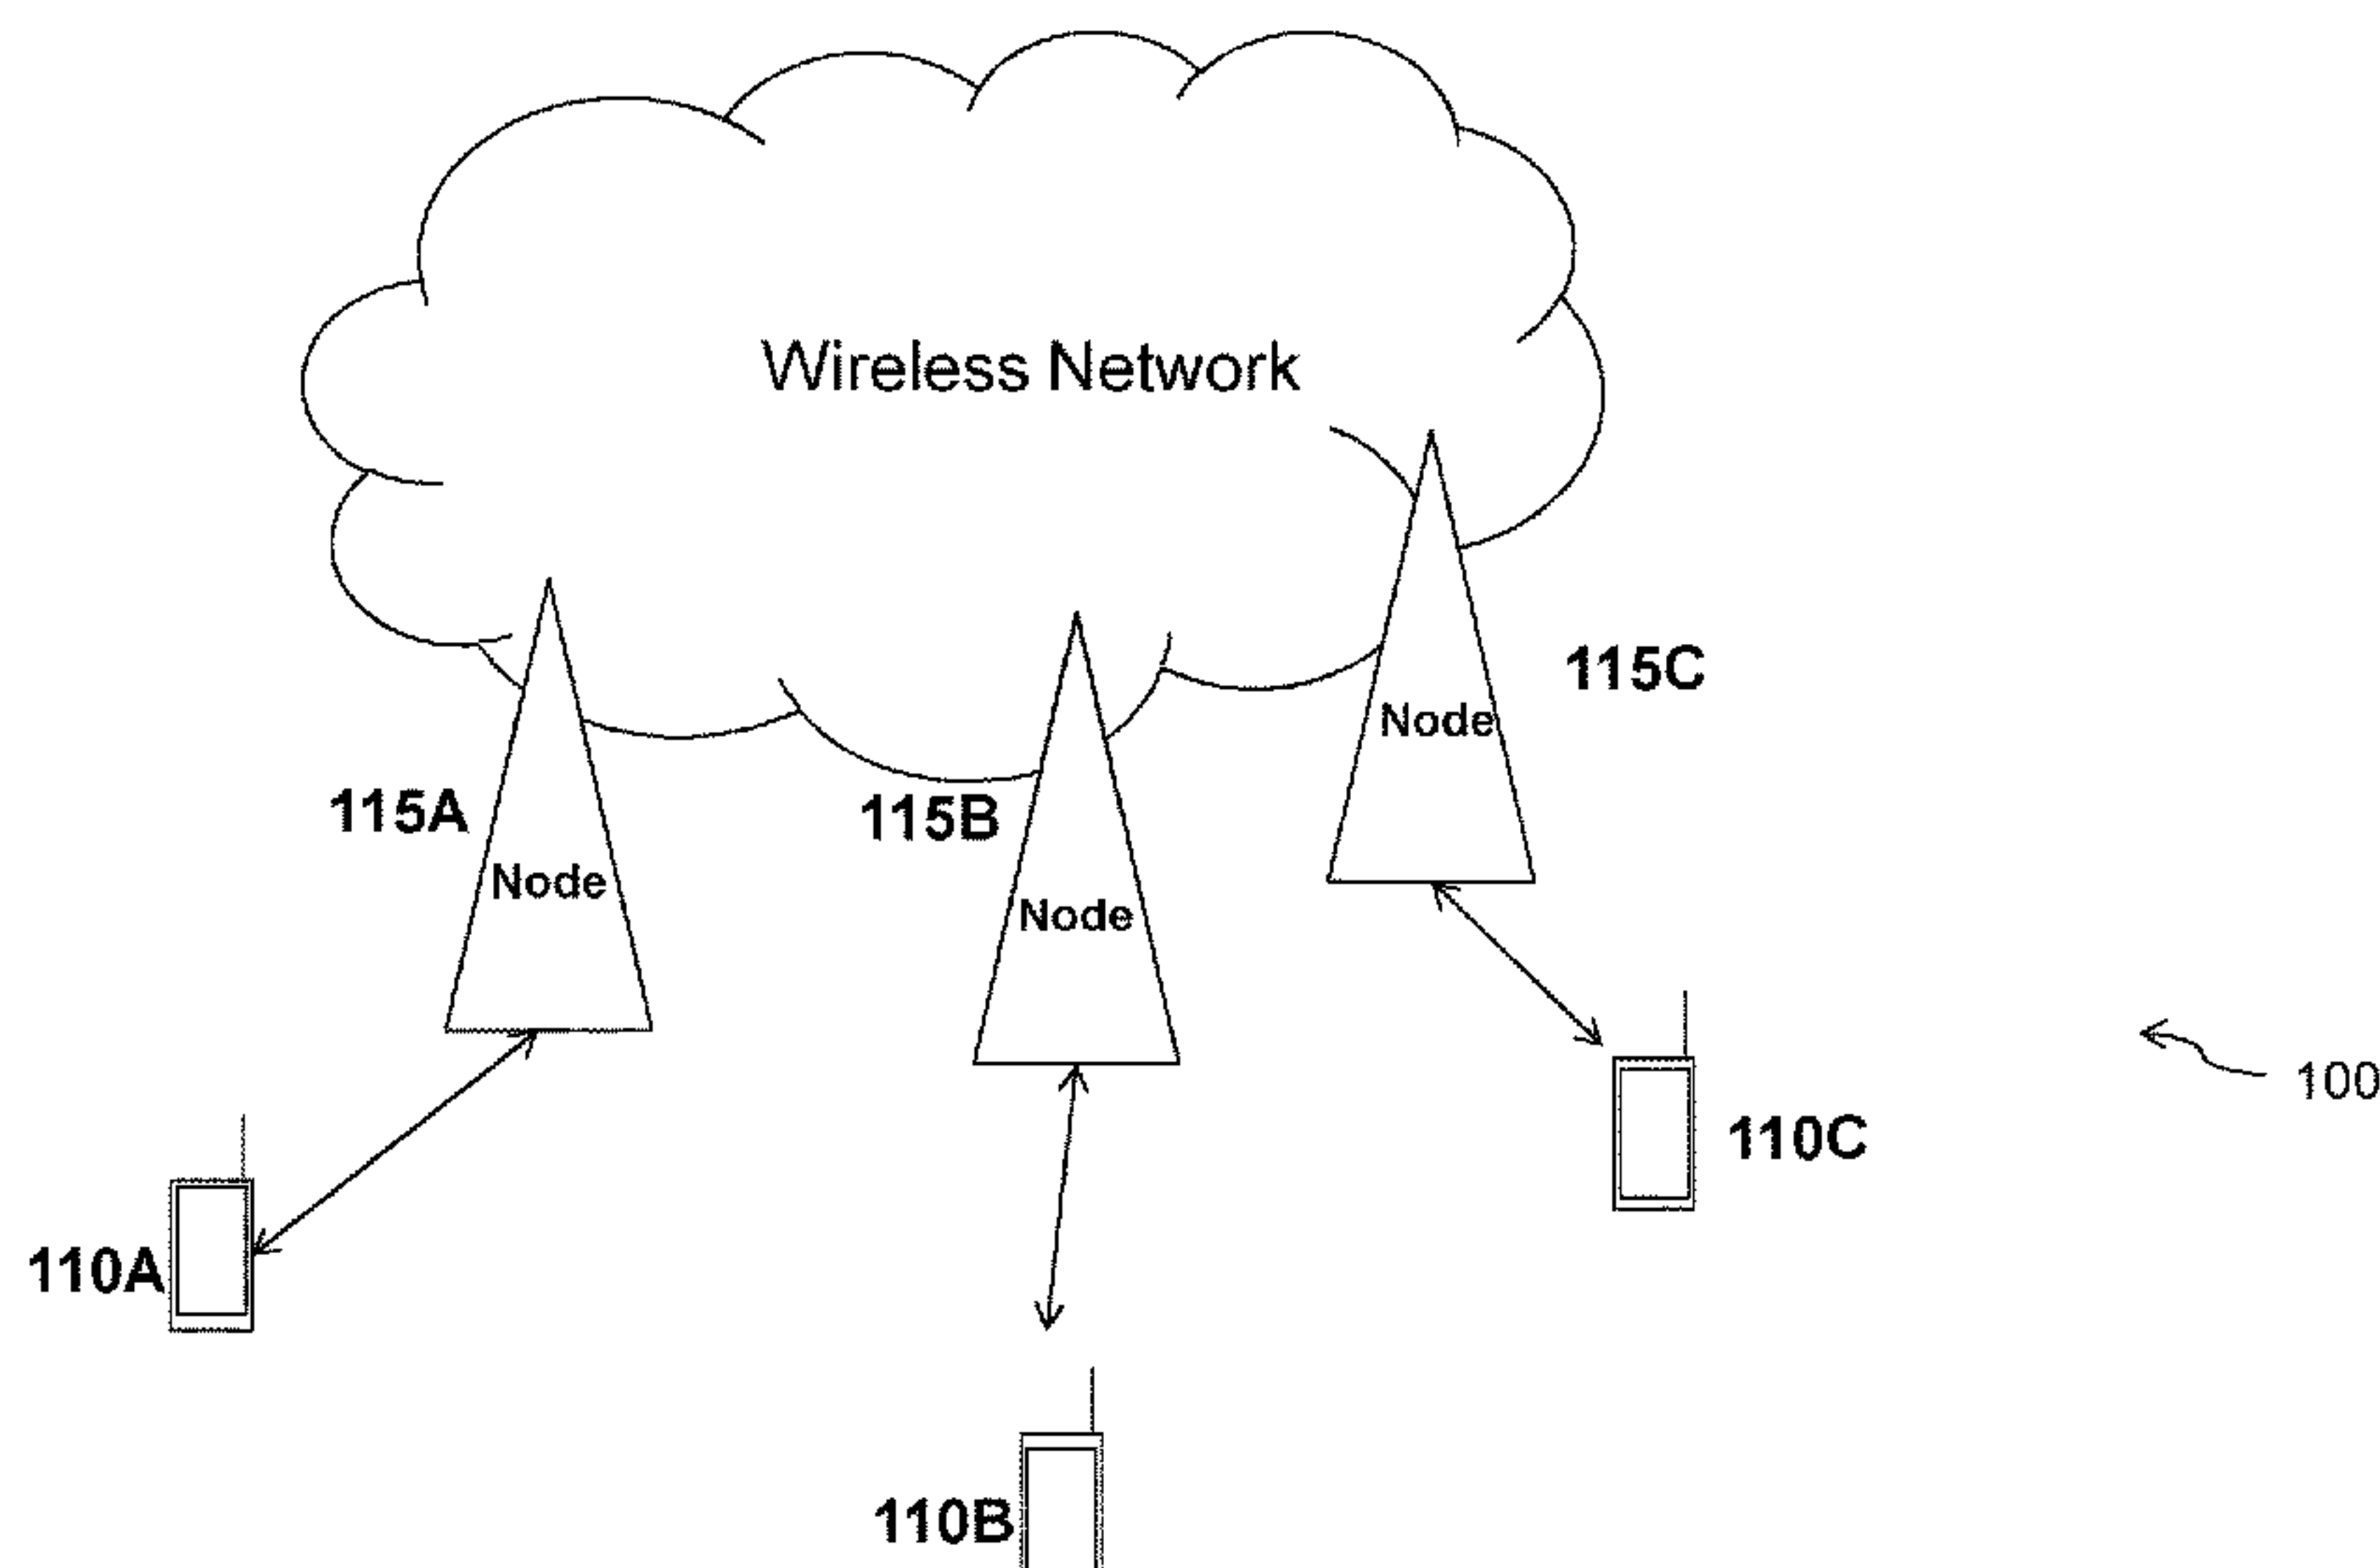 Wireless Network
115C
Node
115A
115B
Node
Node
100
110C
110A
110B